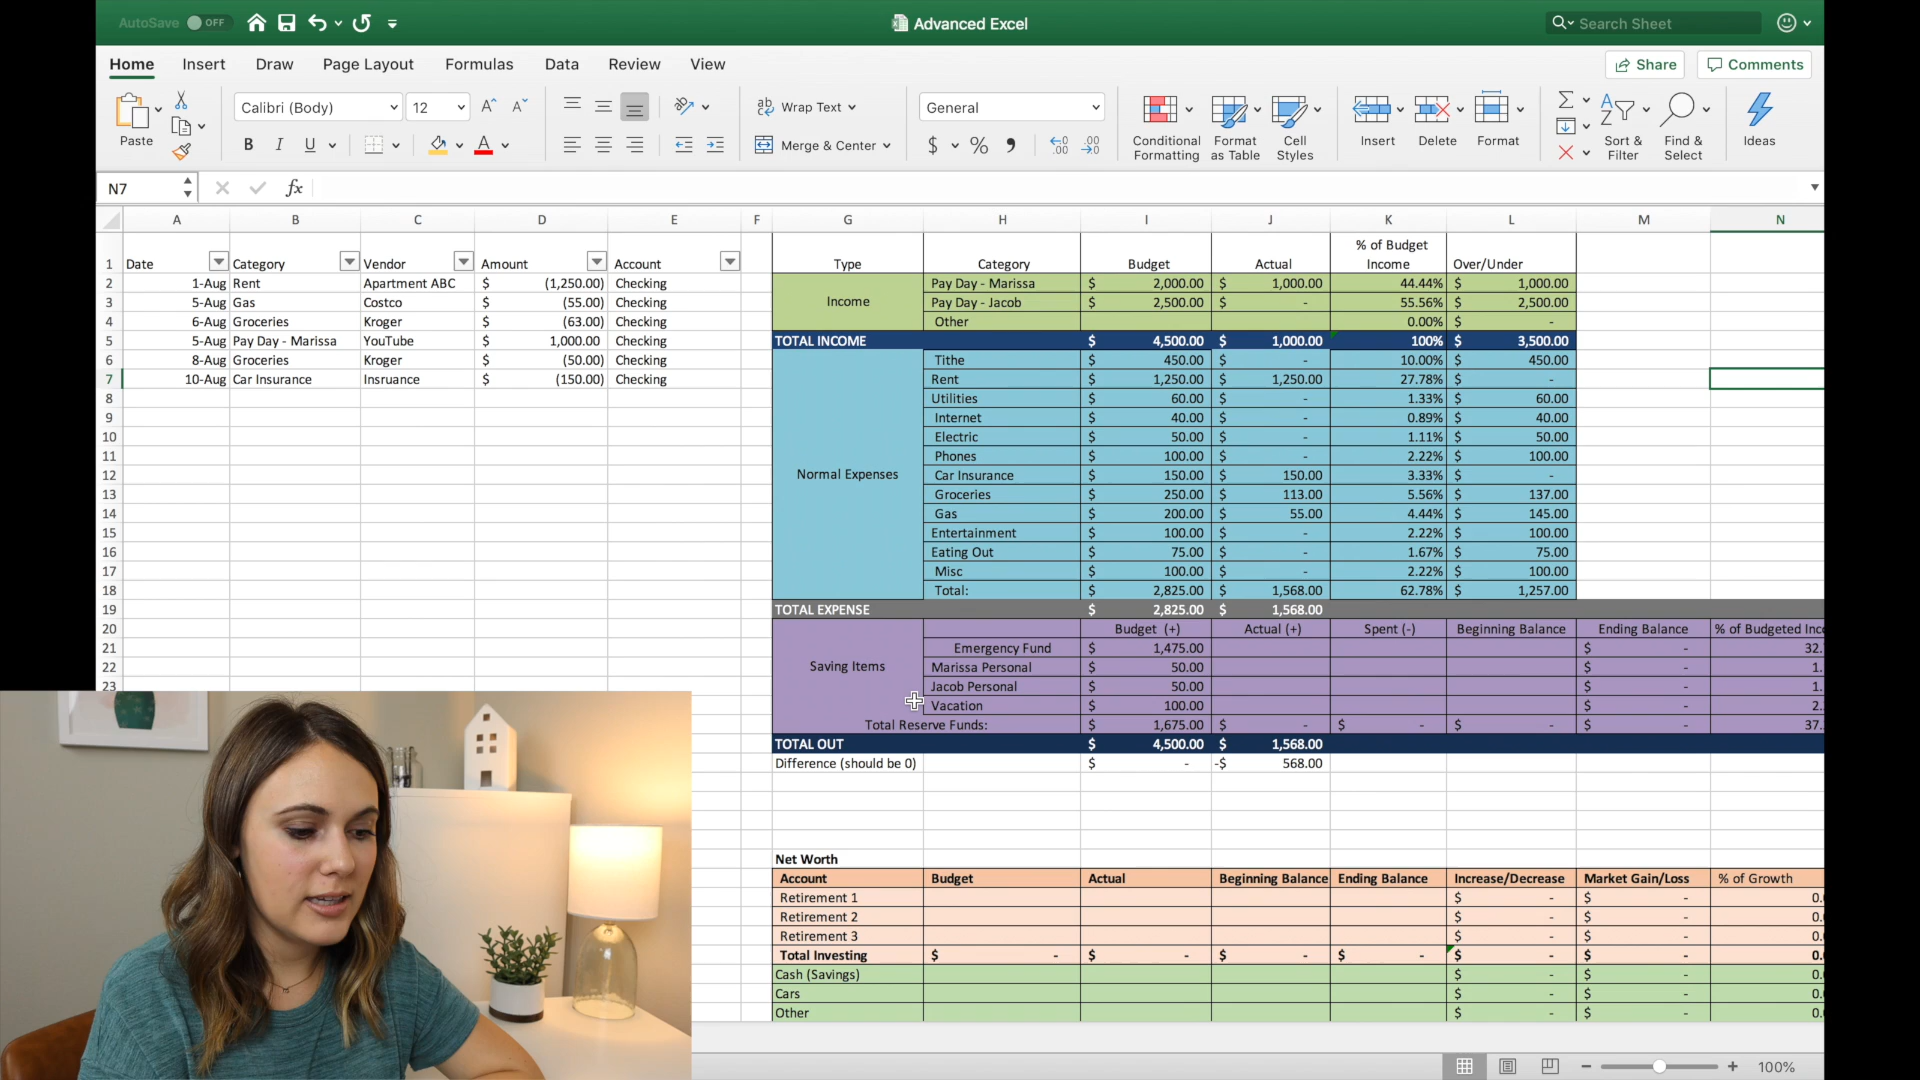 AutoSave OFF
Advanced Excel
Search Sheet
Home Insert Draw Page Layout Formulas Data Review View
Share Comments
Paste
Calibri (Body) 12
Wrap Text
Merge & Center
General
Conditional Formatting
Format as Table
Cell Styles
Insert
Delete
Format
Sort & Filter
Find & Select
Ideas
N7 fx
A B C D E F G H I J K L M N
1 Date Category Vendor Amount Account Type Category Budget Actual % of Budget Income Over/Under
2 1-Aug Rent Apartment ABC $ (1,250.00) Checking Income Pay Day - Marissa $ 2,000.00 $ 1,000.00 44.44% $ 1,000.00
3 5-Aug Gas Costco $ (55.00) Checking Pay Day - Jacob $ 2,500.00 $ - 55.56% $ 2,500.00
4 6-Aug Groceries Kroger $ (63.00) Checking Other 0.00% $ -
5 5-Aug Pay Day - Marissa YouTube $ 1,000.00 Checking TOTAL INCOME $ 4,500.00 $ 1,000.00 100% $ 3,500.00
6 8-Aug Groceries Kroger $ (50.00) Checking Tithe $ 450.00 $ - 10.00% $ 450.00
7 10-Aug Car Insurance Insruance $ (150.00) Checking Rent $ 1,250.00 $ 1,250.00 27.78% $ -
8 Utilities $ 60.00 $ - 1.33% $ 60.00
9 Internet $ 40.00 $ - 0.89% $ 40.00
10 Electric $ 50.00 $ - 1.11% $ 50.00
11 Phones $ 100.00 $ - 2.22% $ 100.00
12 Normal Expenses Car Insurance $ 150.00 $ 150.00 3.33% $ -
13 Groceries $ 250.00 $ 113.00 5.56% $ 137.00
14 Gas $ 200.00 $ 55.00 4.44% $ 145.00
15 Entertainment $ 100.00 $ - 2.22% $ 100.00
16 Eating Out $ 75.00 $ - 1.67% $ 75.00
17 Misc $ 100.00 $ - 2.22% $ 100.00
18 Total: $ 2,825.00 $ 1,568.00 62.78% $ 1,257.00
19 TOTAL EXPENSE $ 2,825.00 $ 1,568.00
20 Budget (+) Actual (+) Spent (-) Beginning Balance Ending Balance % of Budgeted Inc
21 Emergency Fund $ 1,475.00 $ - 32.
22 Saving Items Marissa Personal $ 50.00 $ - 1.
23 Jacob Personal $ 50.00 $ - 1.
Vacation $ 100.00 $ - 2.
Total Reserve Funds: $ 1,675.00 $ - $ - $ - $ - 37.
TOTAL OUT $ 4,500.00 $ 1,568.00
Difference (should be 0) $ - -$ 568.00
Net Worth
Account Budget Actual Beginning Balance Ending Balance Increase/Decrease Market Gain/Loss % of Growth
Retirement 1 $ - $ - 0.
Retirement 2 $ - $ - 0.
Retirement 3 $ - $ - 0.
Total Investing $ - $ - $ - $ - $ - $ - 0.
Cash (Savings) $ - $ - 0.
Cars $ - $ - 0.
Other $ - $ - 0.
100%